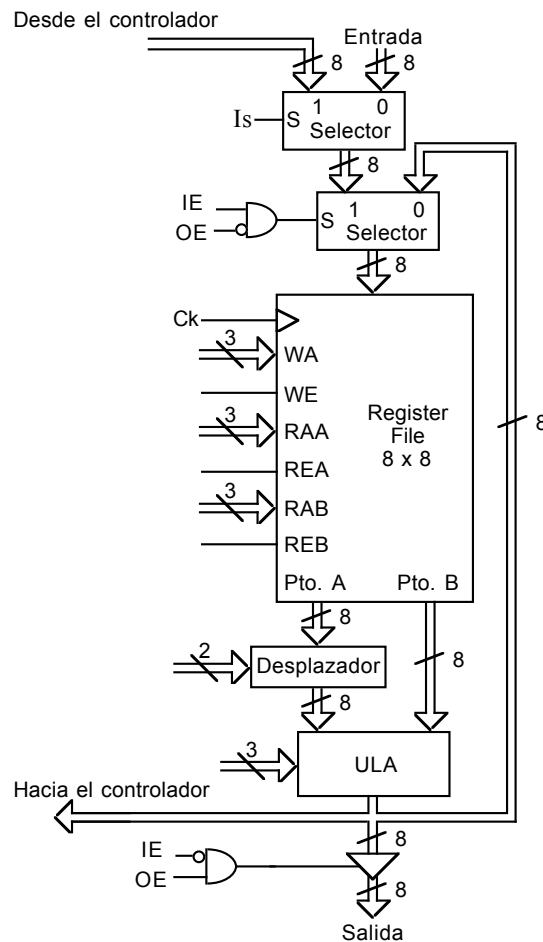 Desde el controlador
Entrada
8
8
1 0
Is
S
Selector
8
IE
OE
S
1 0
Selector
8
Ck
3
WA
WE
3
RAA
REA
3
RAB
REB
Register
File
8 x 8
8
Pto. A Pto. B
8
2
Desplazador
8
8
3
ULA
Hacia el controlador
8
IE
OE
8
Salida